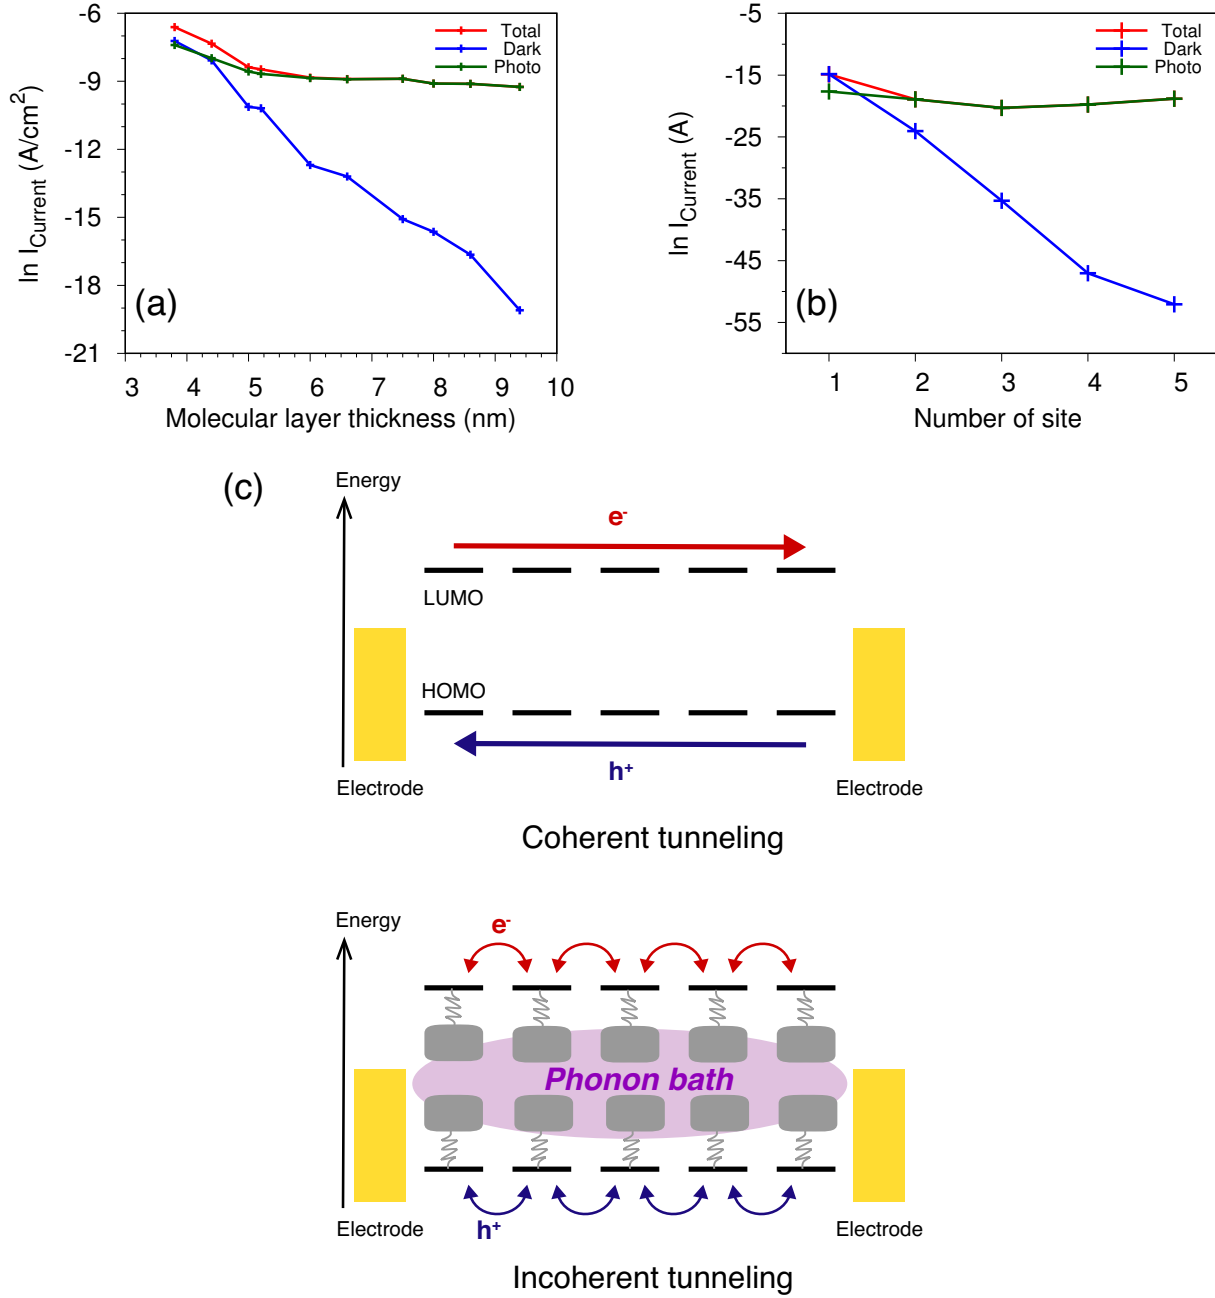 Total
Dark
Photo
-6
-9
-12
-15
-18
-21
ln I_Current (A/cm²)
(a)
3 4 5 6 7 8 9 10
Molecular layer thickness (nm)
Total
Dark
Photo
-5
-15
-25
-35
-45
-55
ln I_Current (A)
(b)
1 2 3 4 5
Number of site
(c)
Energy
e⁻
LUMO
HOMO
h⁺
Electrode
Electrode
Coherent tunneling
Energy
e⁻
Phonon bath
h⁺
Electrode
Electrode
Incoherent tunneling